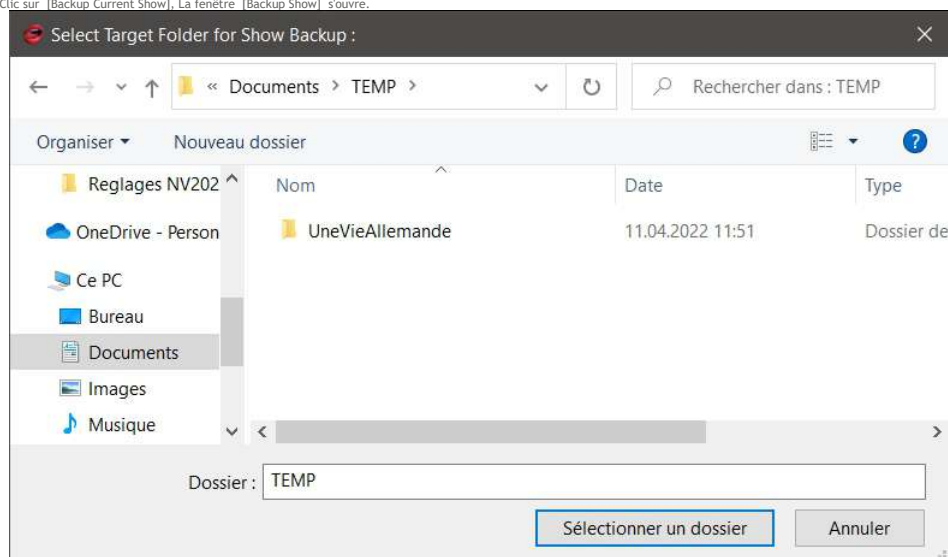 Clic sur [Backup Current Show], La fenêtre [Backup Show] s'ouvre.
Select Target Folder for Show Backup :
« Documents > TEMP >
Rechercher dans : TEMP
Organiser
Nouveau dossier
?
Reglages NV202
OneDrive - Person
Ce PC
Bureau
Documents
Images
Musique
Nom
Date
Type
UneVieAllemande
11.04.2022 11:51
Dossier de
Dossier :
TEMP
Sélectionner un dossier
Annuler